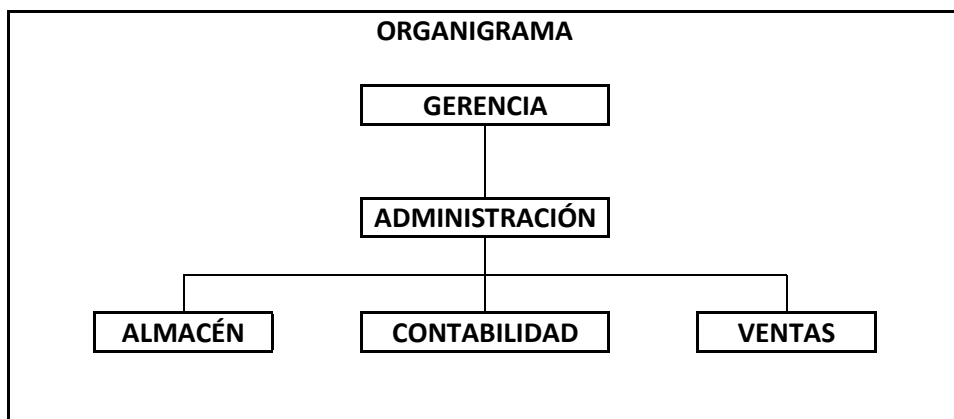 ORGANIGRAMA
GERENCIA
ADMINISTRACIÓN
ALMACÉN
CONTABILIDAD
VENTAS